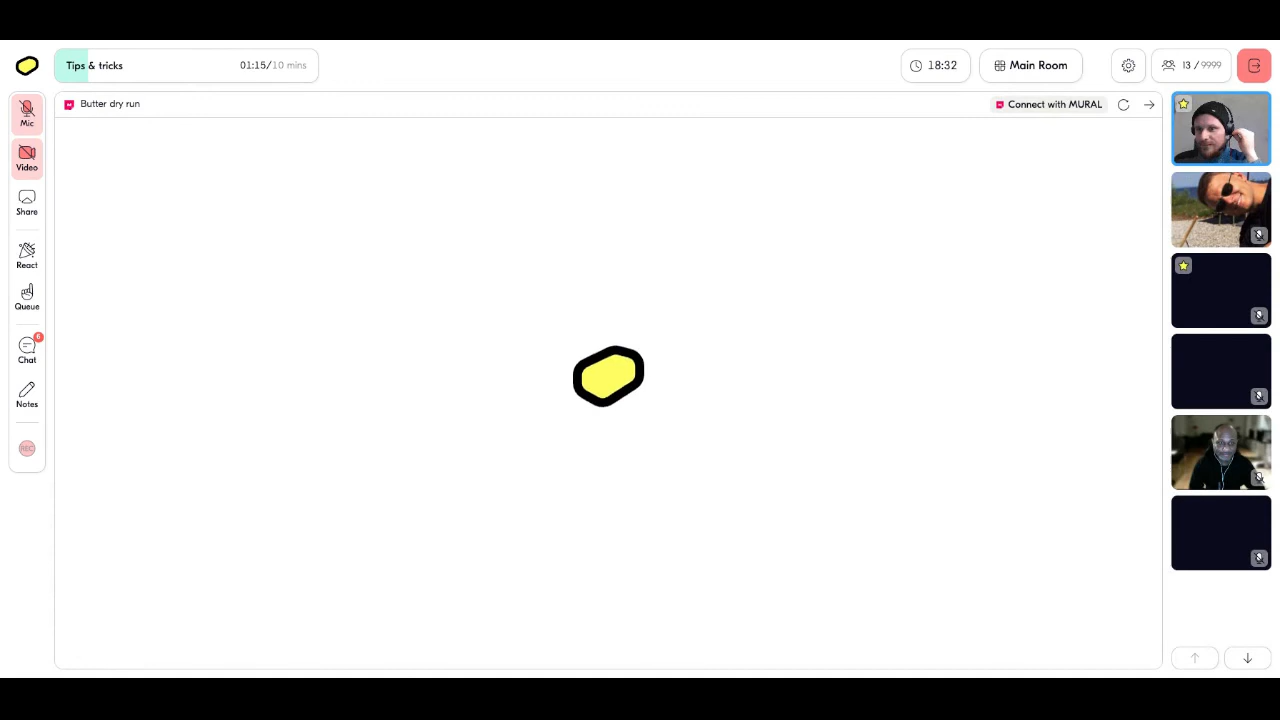 Tips & tricks 01:15/10 mins 18:32 Main Room 13 / 9999
Butter dry run Connect with MURAL
Mic
Video
Share
React
Queue
6
Chat
Notes
REC